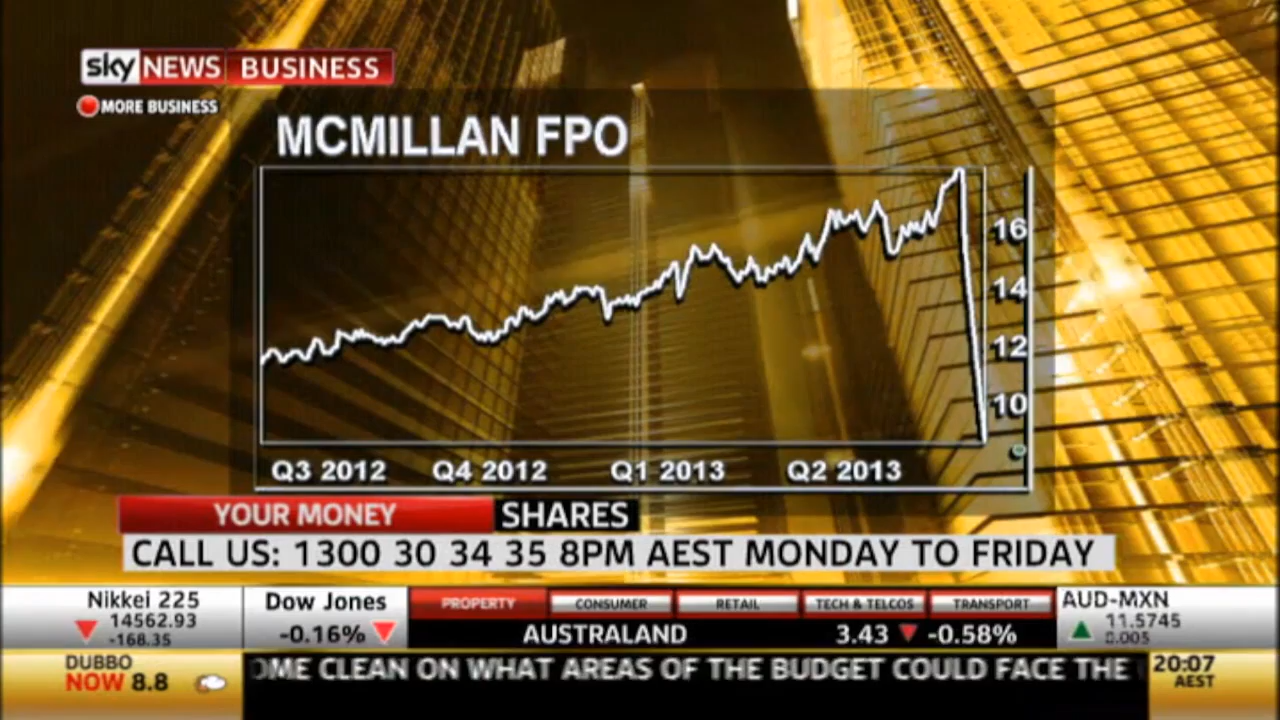 sky NEWS BUSINESS
MORE BUSINESS
MCMILLAN FPO
16
14
12
10
Q3 2012 Q4 2012 Q1 2013 Q2 2013
YOUR MONEY SHARES
CALL US: 1300 30 34 35 8PM AEST MONDAY TO FRIDAY
Nikkei 225
14562.93
-168.35
Dow Jones
-0.16%
PROPERTY CONSUMER RETAIL TECH & TELCOS TRANSPORT
AUSTRALAND 3.43 -0.58%
AUD-MXN
11.5745
0.005
DUBBO
NOW 8.8
OME CLEAN ON WHAT AREAS OF THE BUDGET COULD FACE THE
20:07
AEST